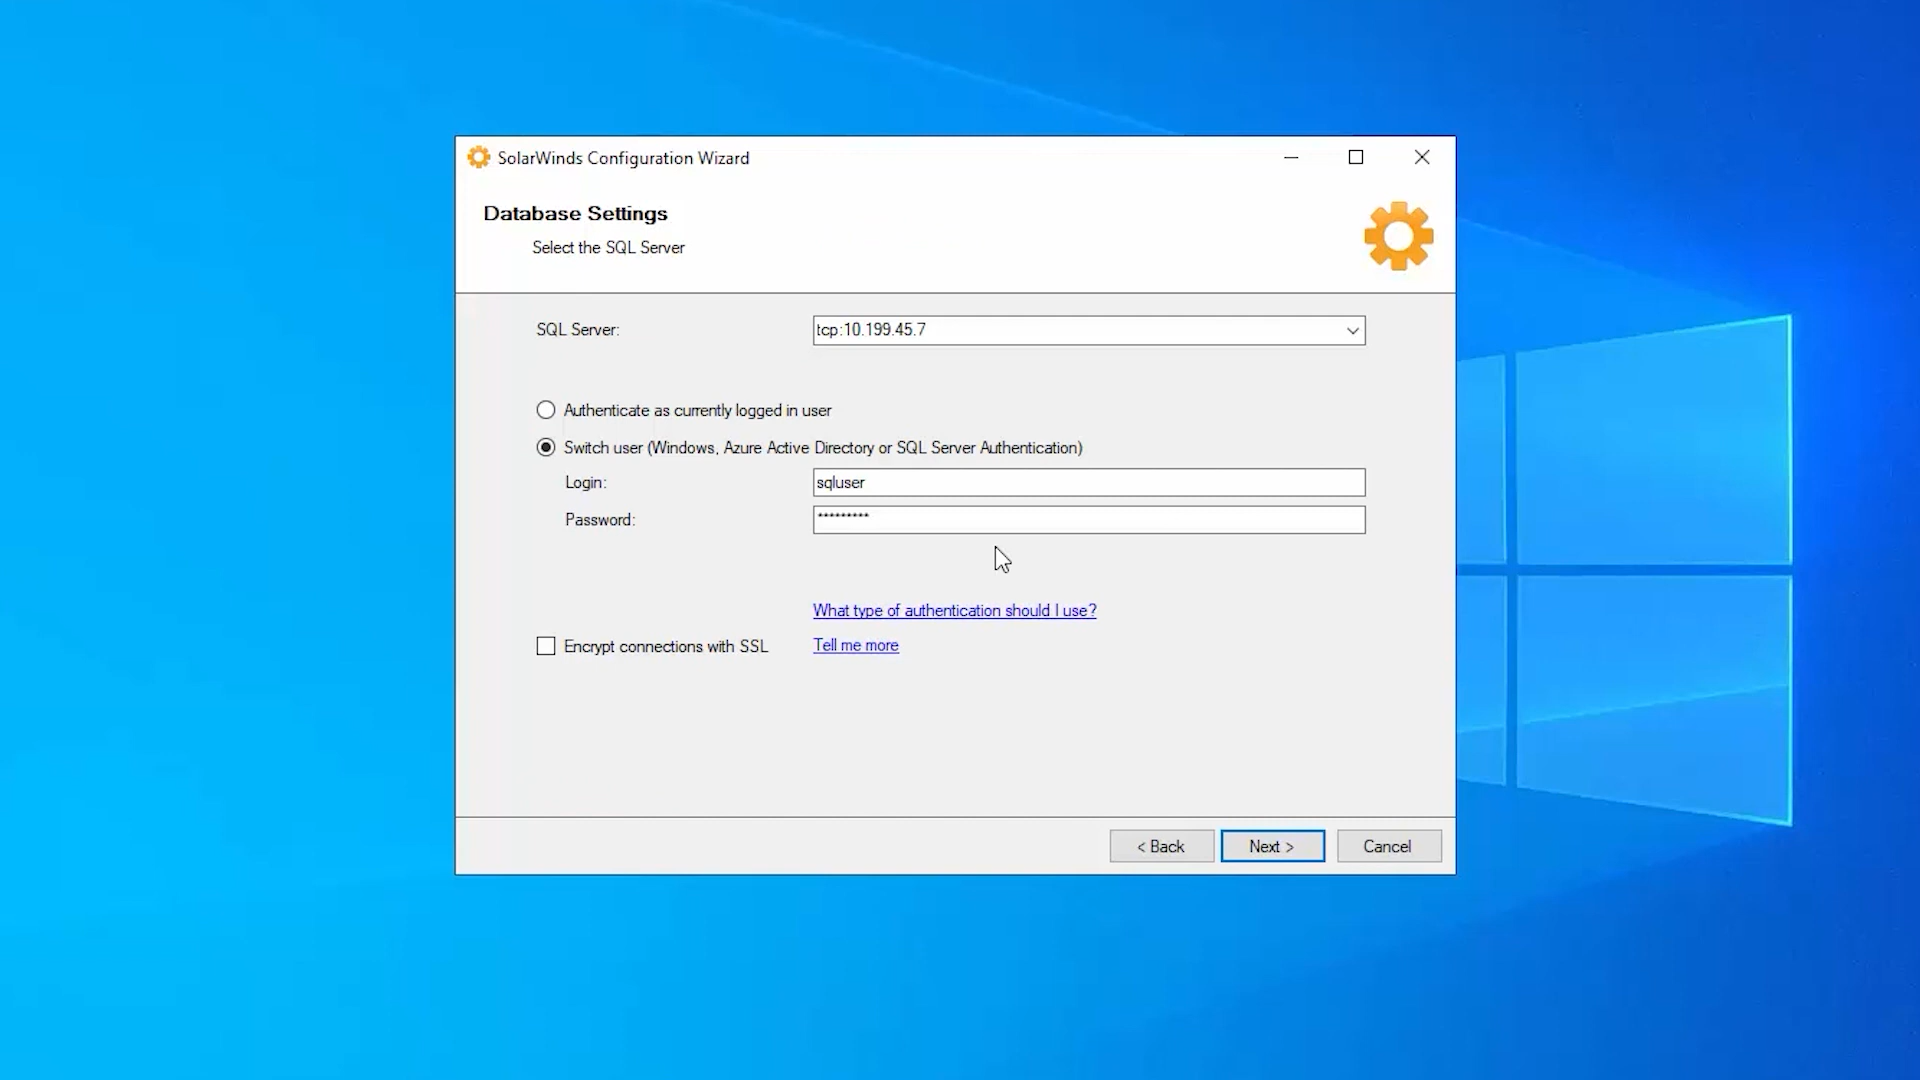 SolarWinds Configuration Wizard
Database Settings
Select the SQL Server
SQL Server:
tcp:10.199.45.7
Authenticate as currently logged in user
Switch user (Windows, Azure Active Directory or SQL Server Authentication)
Login:
sqluser
Password:
*********
What type of authentication should I use?
Encrypt connections with SSL
Tell me more
< Back
Next >
Cancel